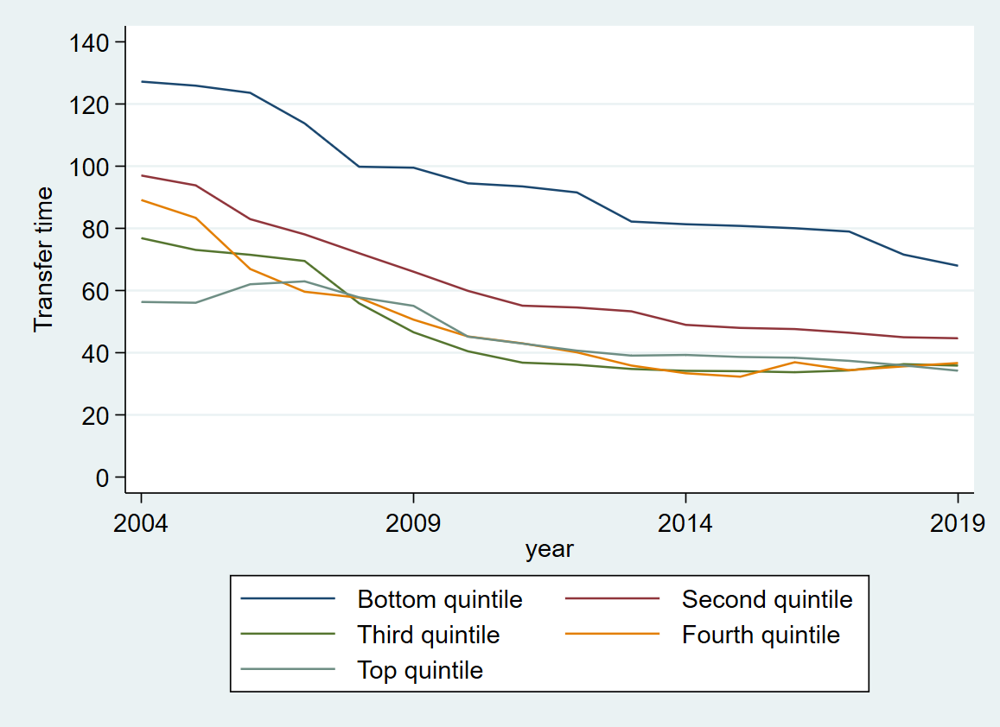 140
120
100
80
60
40
20
0
Transfer time
2004 2009 2014 2019
year
Bottom quintile Second quintile
Third quintile Fourth quintile
Top quintile